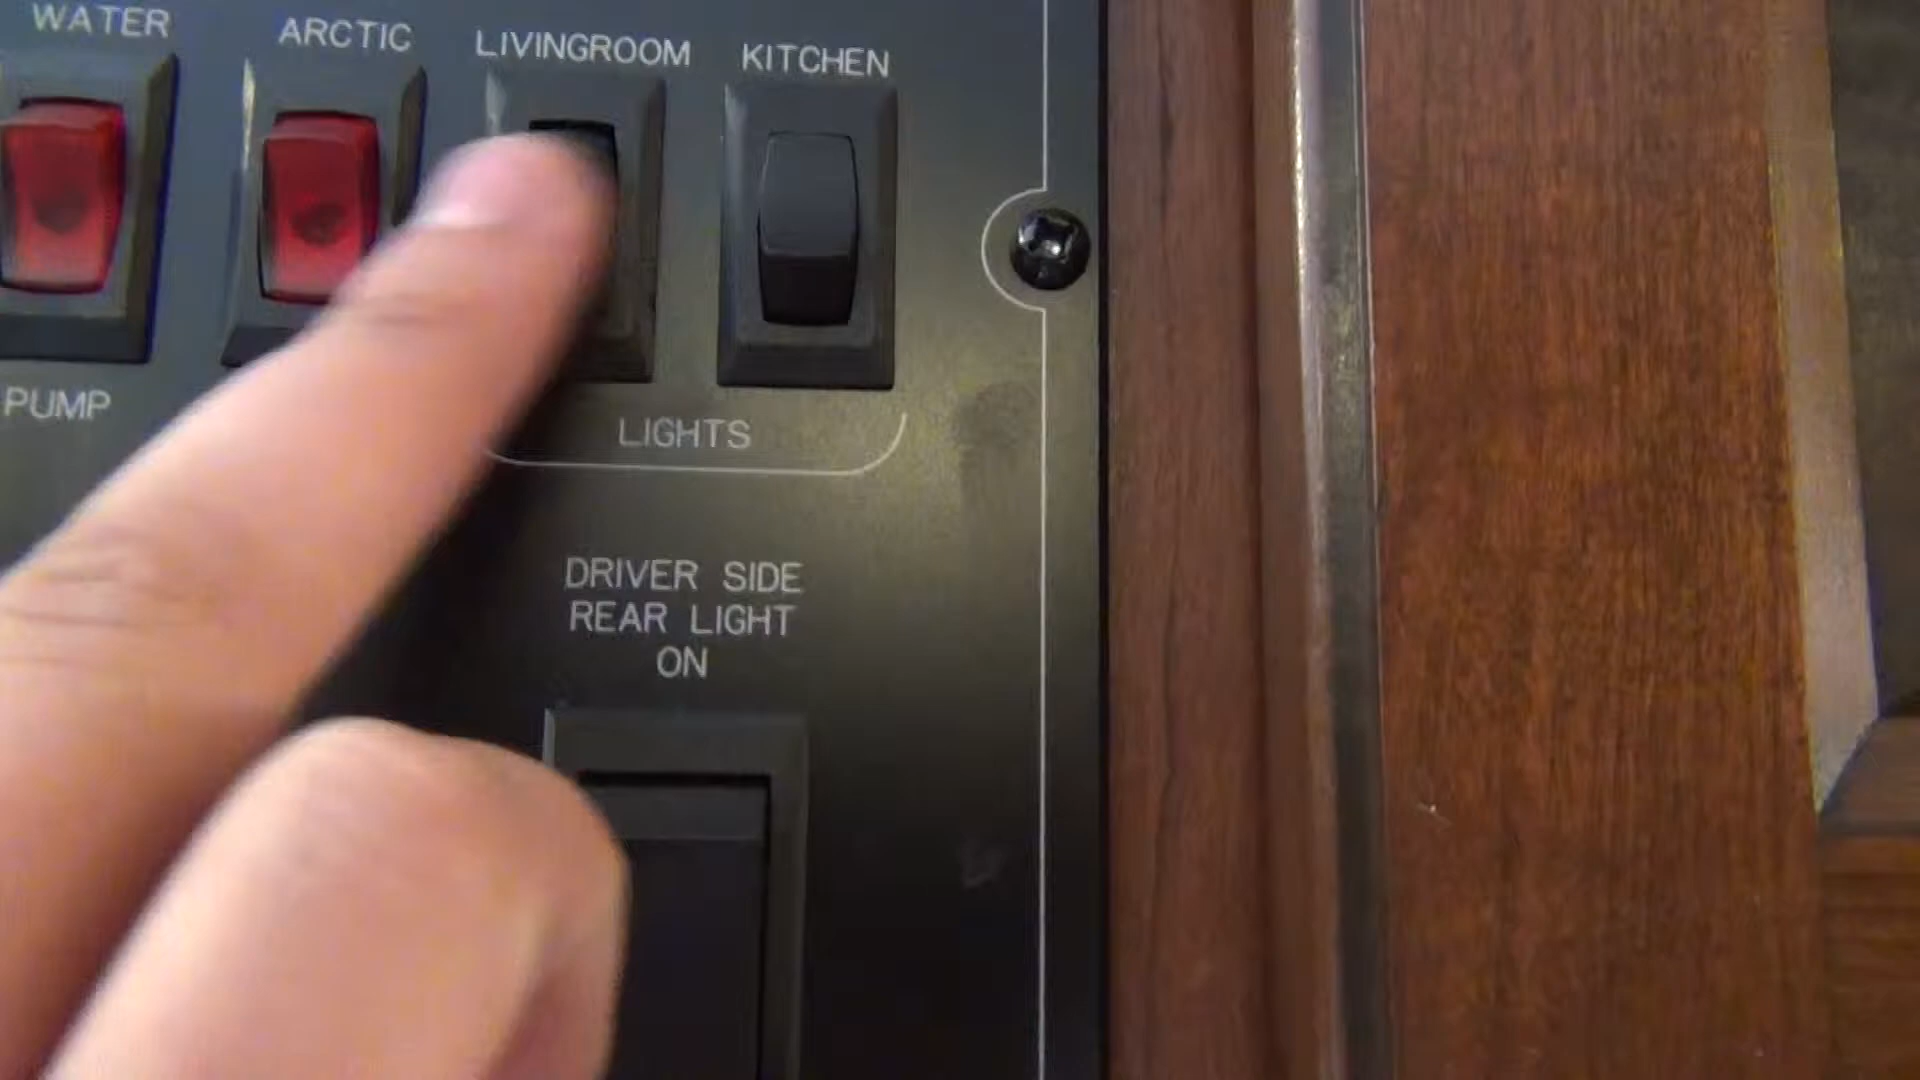 WATER ARCTIC LIVINGROOM KITCHEN
PUMP
LIGHTS
DRIVER SIDE
REAR LIGHT
ON